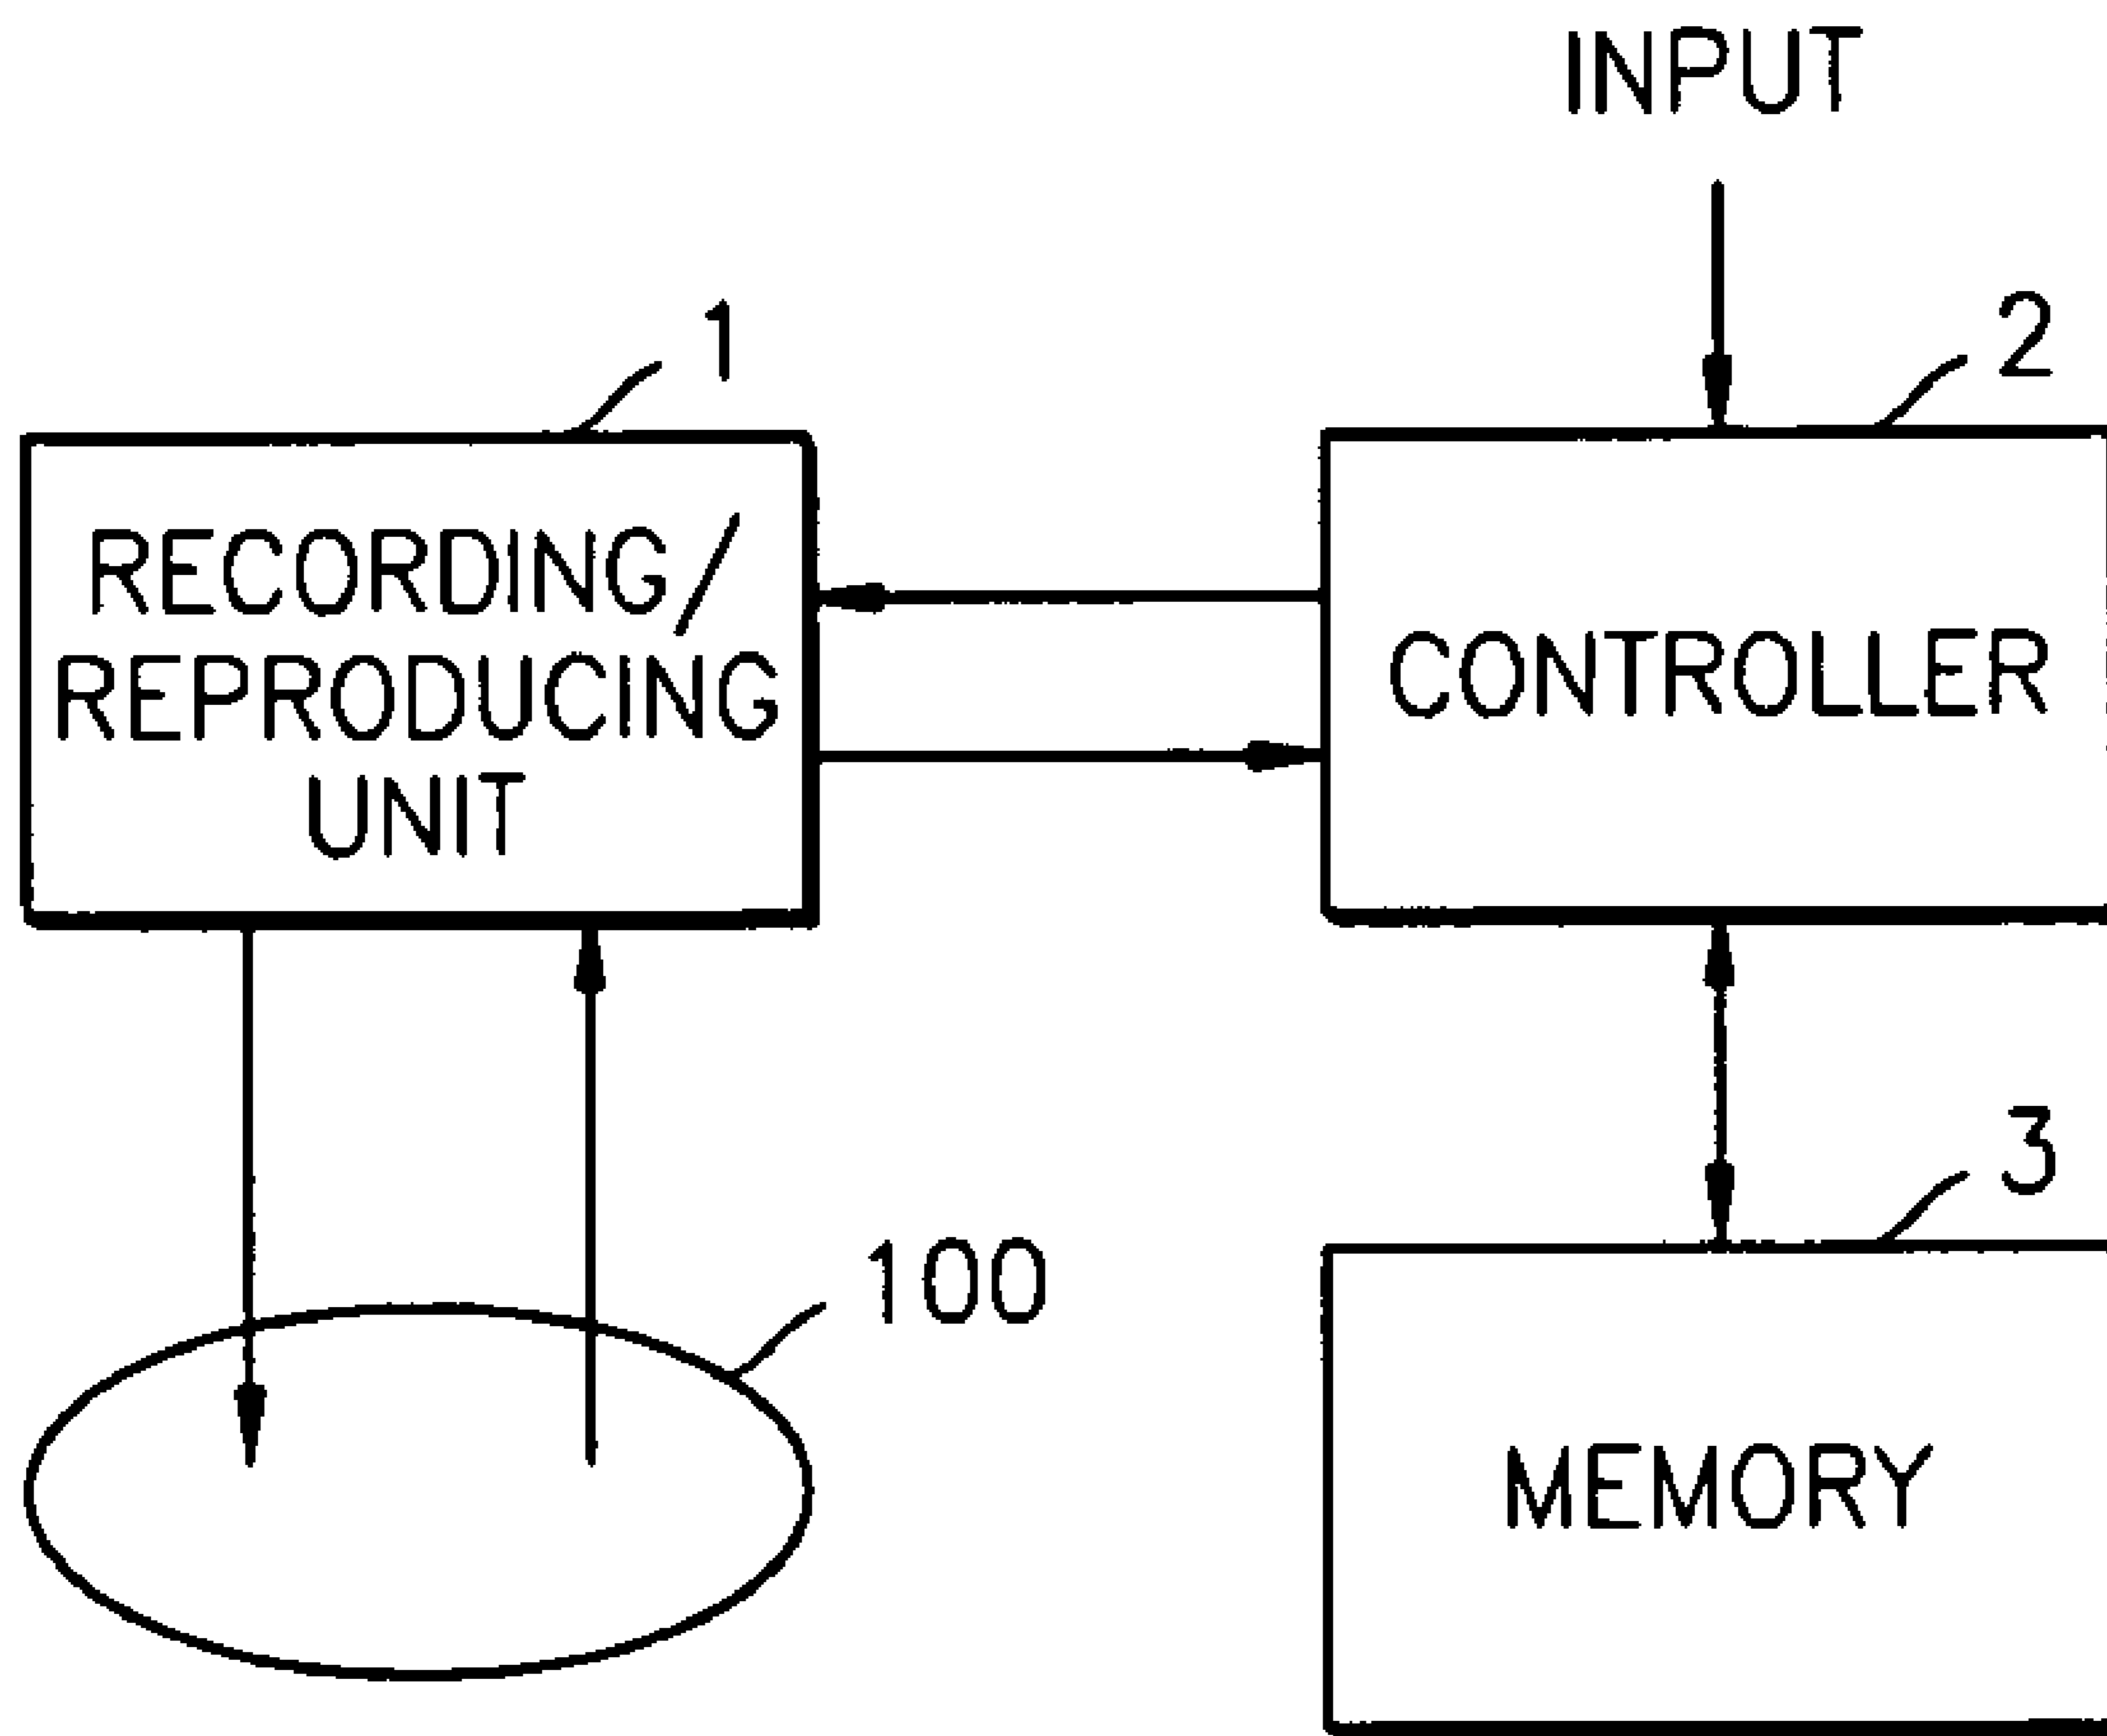 INPUT
1
2
RECORDING/
REPRODUCING
UNIT
CONTROLLER
3
100
MEMORY